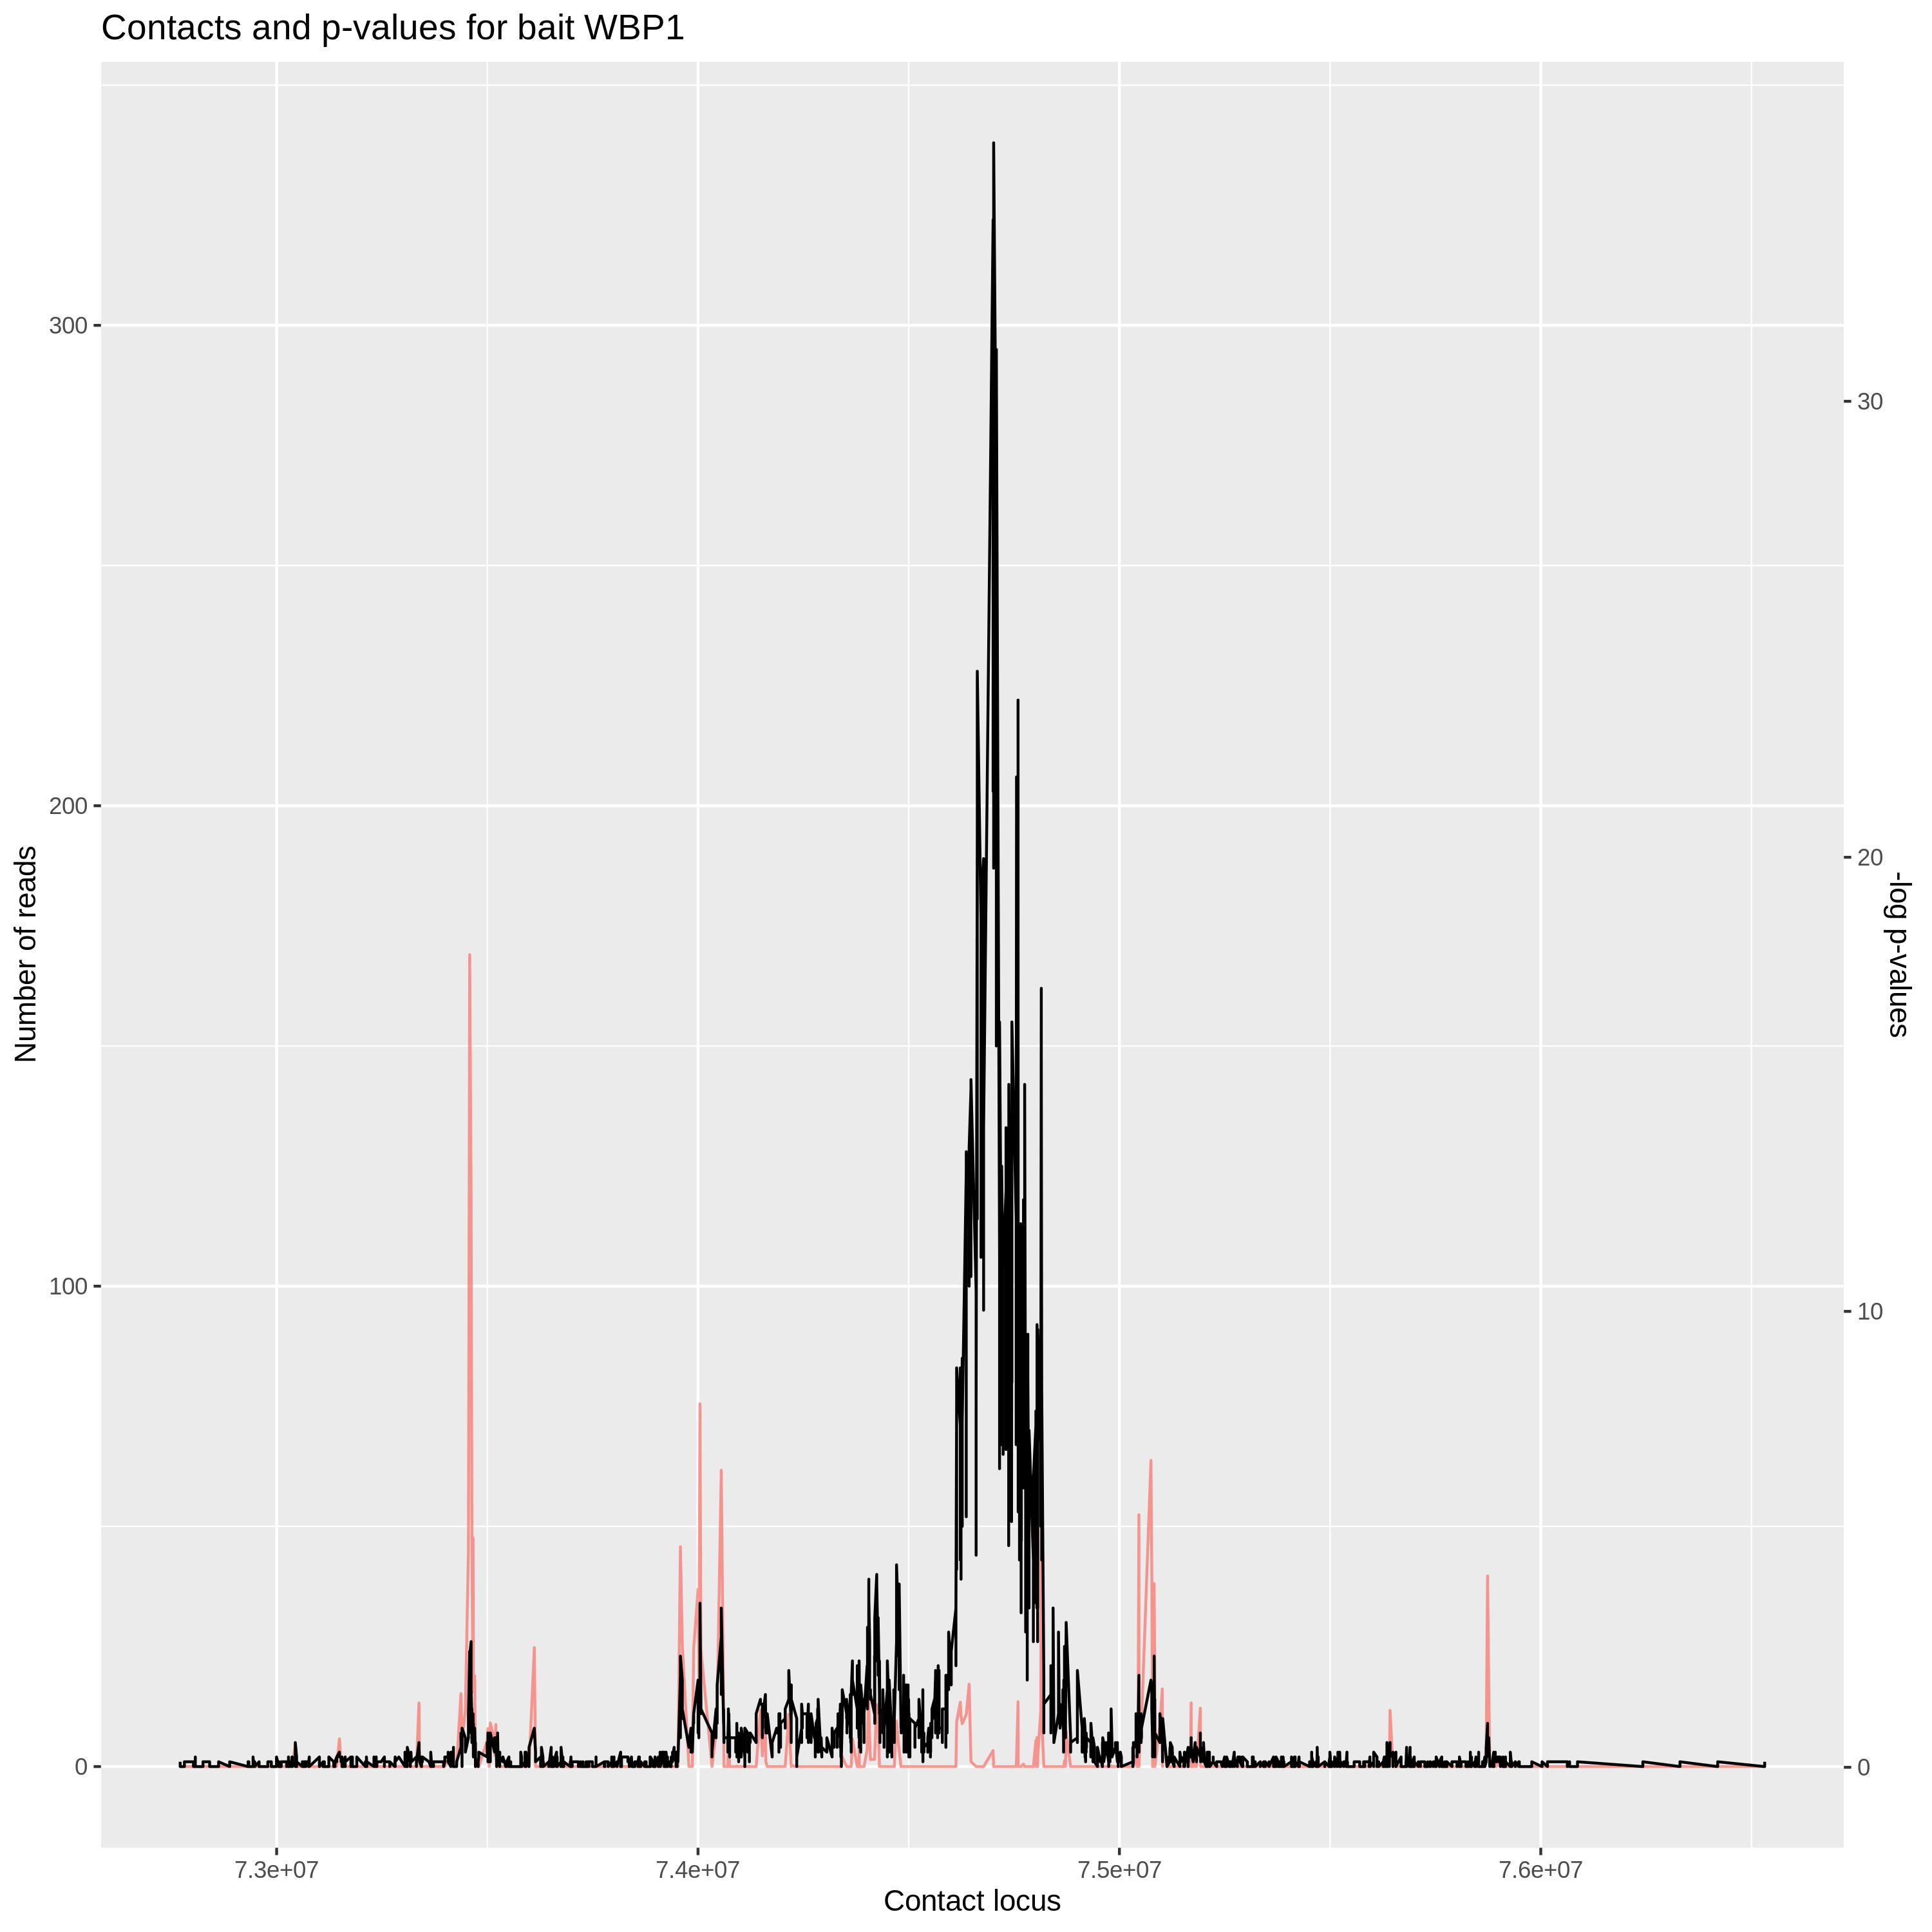 Contacts and p-values for bait WBP1
300
200
100
0
Number of reads
30
20
10
0
-log p-values
7.3e+07
7.4e+07
7.5e+07
7.6e+07
Contact locus